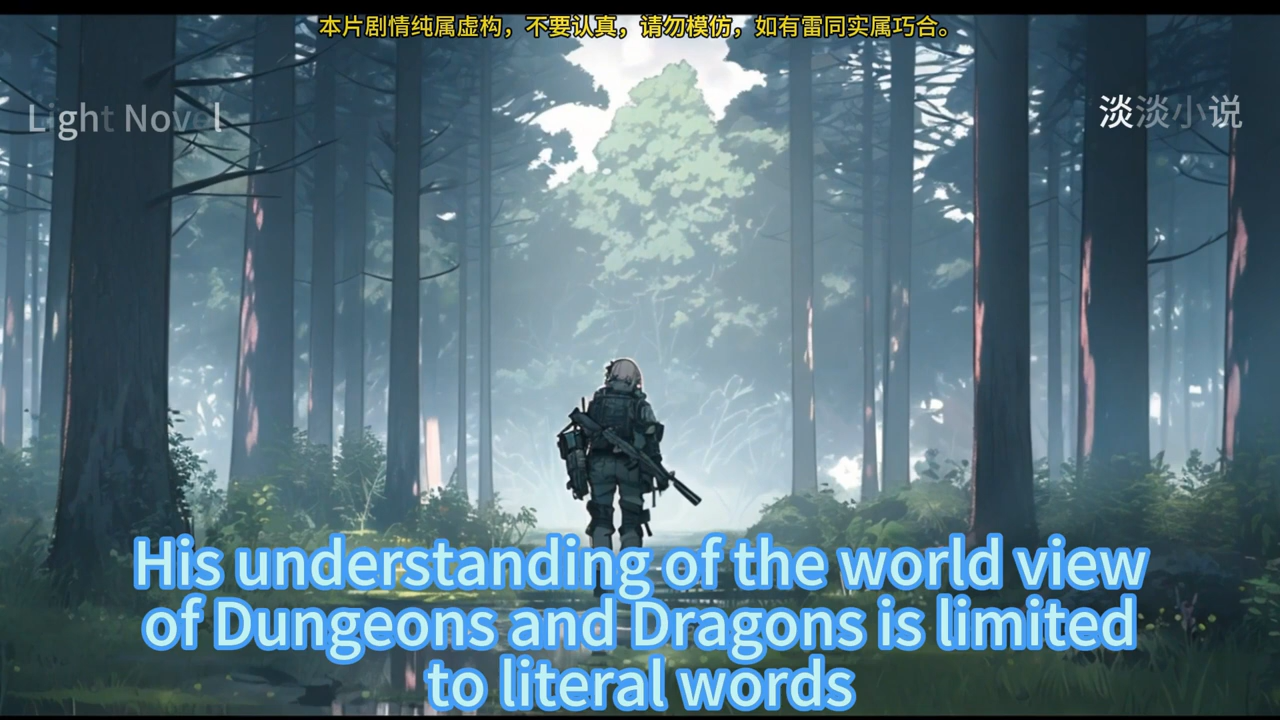 本片剧情纯属虚构，不要认真，请勿模仿，如有雷同实属巧合。
Light Novel
淡淡小说
His understanding of the world view
of Dungeons and Dragons is limited
to literal words